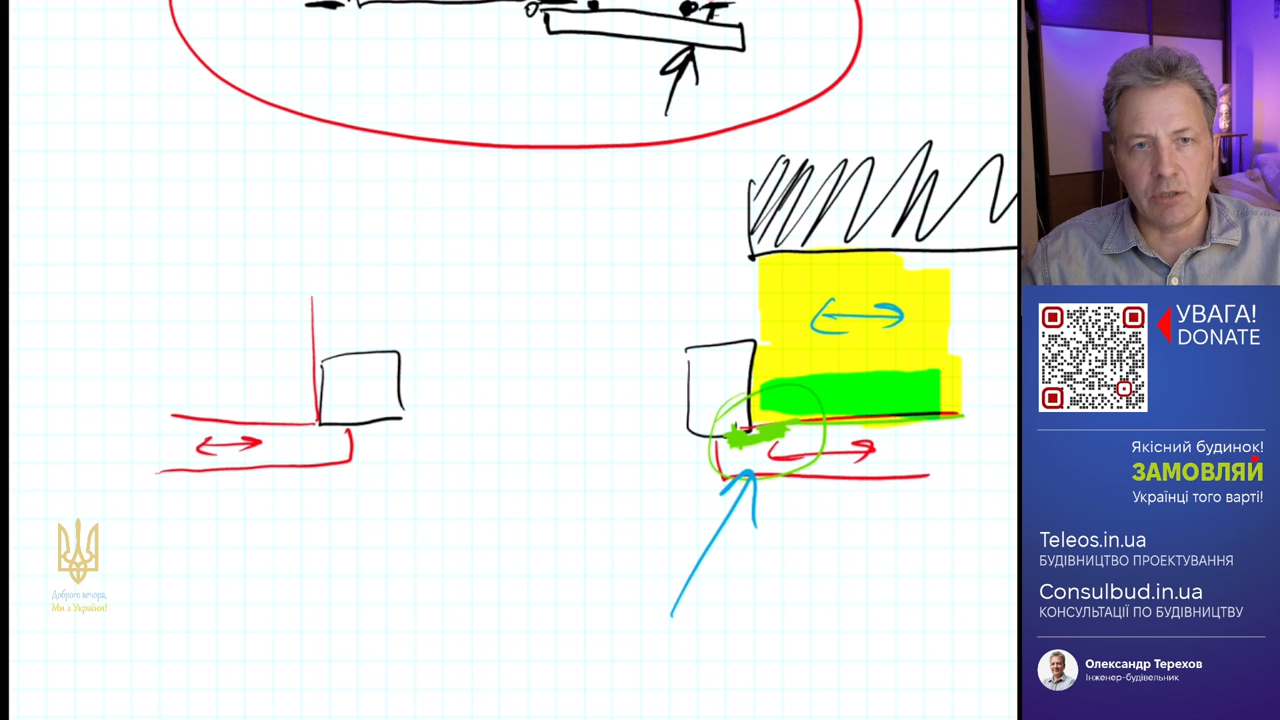 УВАГА!
DONATE
Якісний будинок!
ЗАМОВЛЯЙ
Українці того варті!
Teleos.in.ua
БУДІВНИЦТВО ПРОЕКТУВАННЯ
Consulbud.in.ua
КОНСУЛЬТАЦІЇ ПО БУДІВНИЦТВУ
Олександр Терехов
Інженер-будівельник
Доброго вечора,
Ми з України!